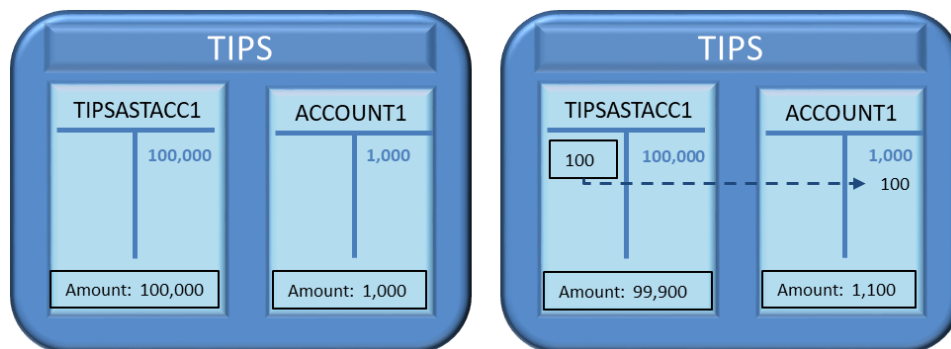 TIPS
TIPSASTACC1
100,000
Amount: 100,000
ACCOUNT1
1,000
Amount: 1,000
TIPS
TIPSASTACC1
100
100,000
Amount: 99,900
ACCOUNT1
1,000
100
Amount: 1,100